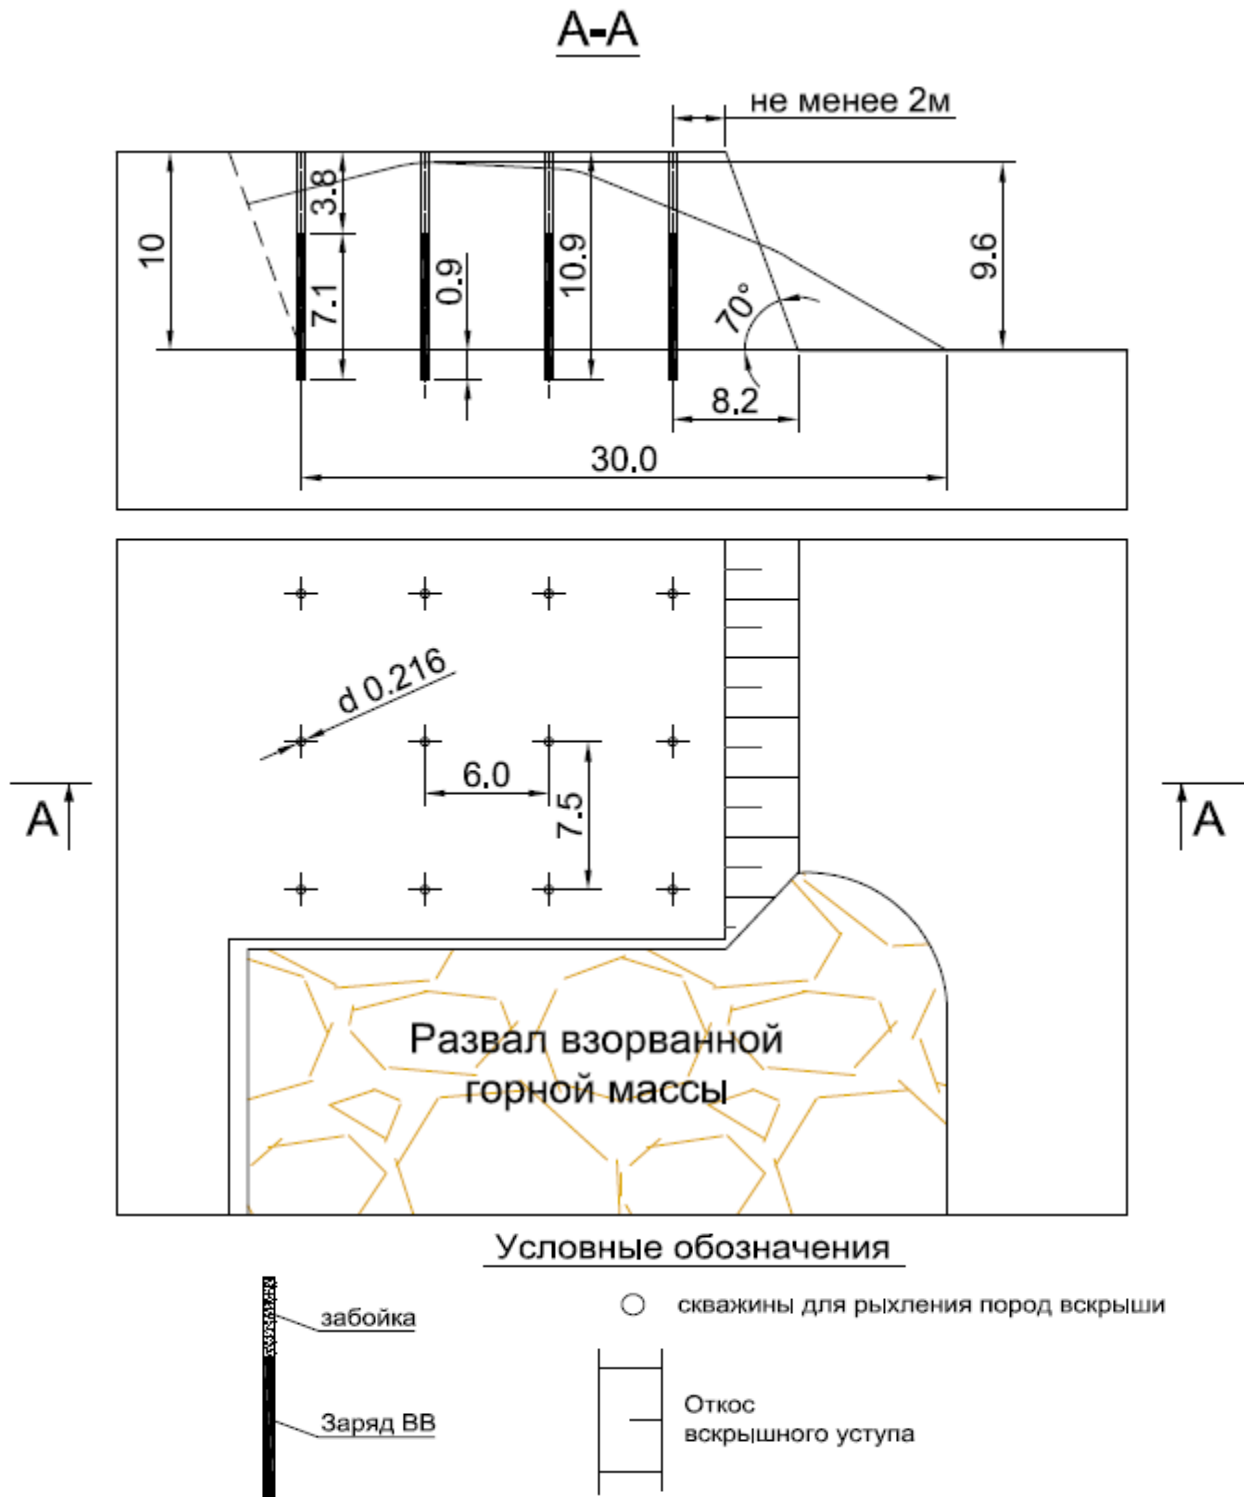 А-А
не менее 2м
10
3.8
7.1
0.9
10.9
70°
9.6
8.2
30.0
d 0.216
6.0
7.5
А
А
Развал взорванной
горной массы
Условные обозначения
забойка
Заряд ВВ
скважины для рыхления пород вскрыши
Откос
вскрышного уступа